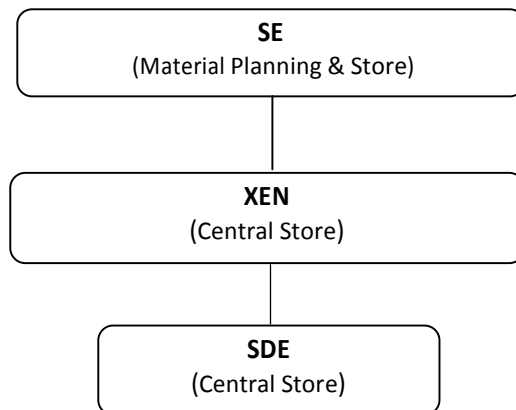 SE
(Material Planning & Store)
XEN
(Central Store)
SDE
(Central Store)